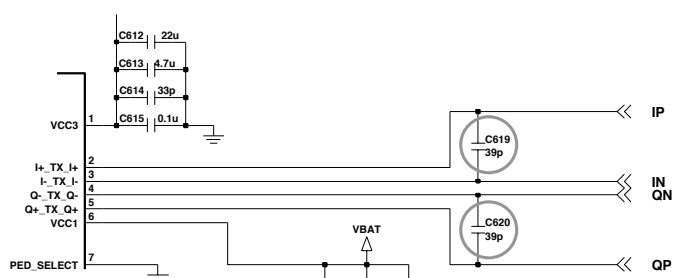 C612 22u
C613 4.7u
C614 33p
C615 0.1u
VCC3 1
IP
C619
39p
I+_TX_I+ 2
I-_TX_I- 3
IN
Q-_TX_Q- 4
QN
Q+_TX_Q+ 5
VCC1 6
C620
39p
VBAT
PED_SELECT 7
QP